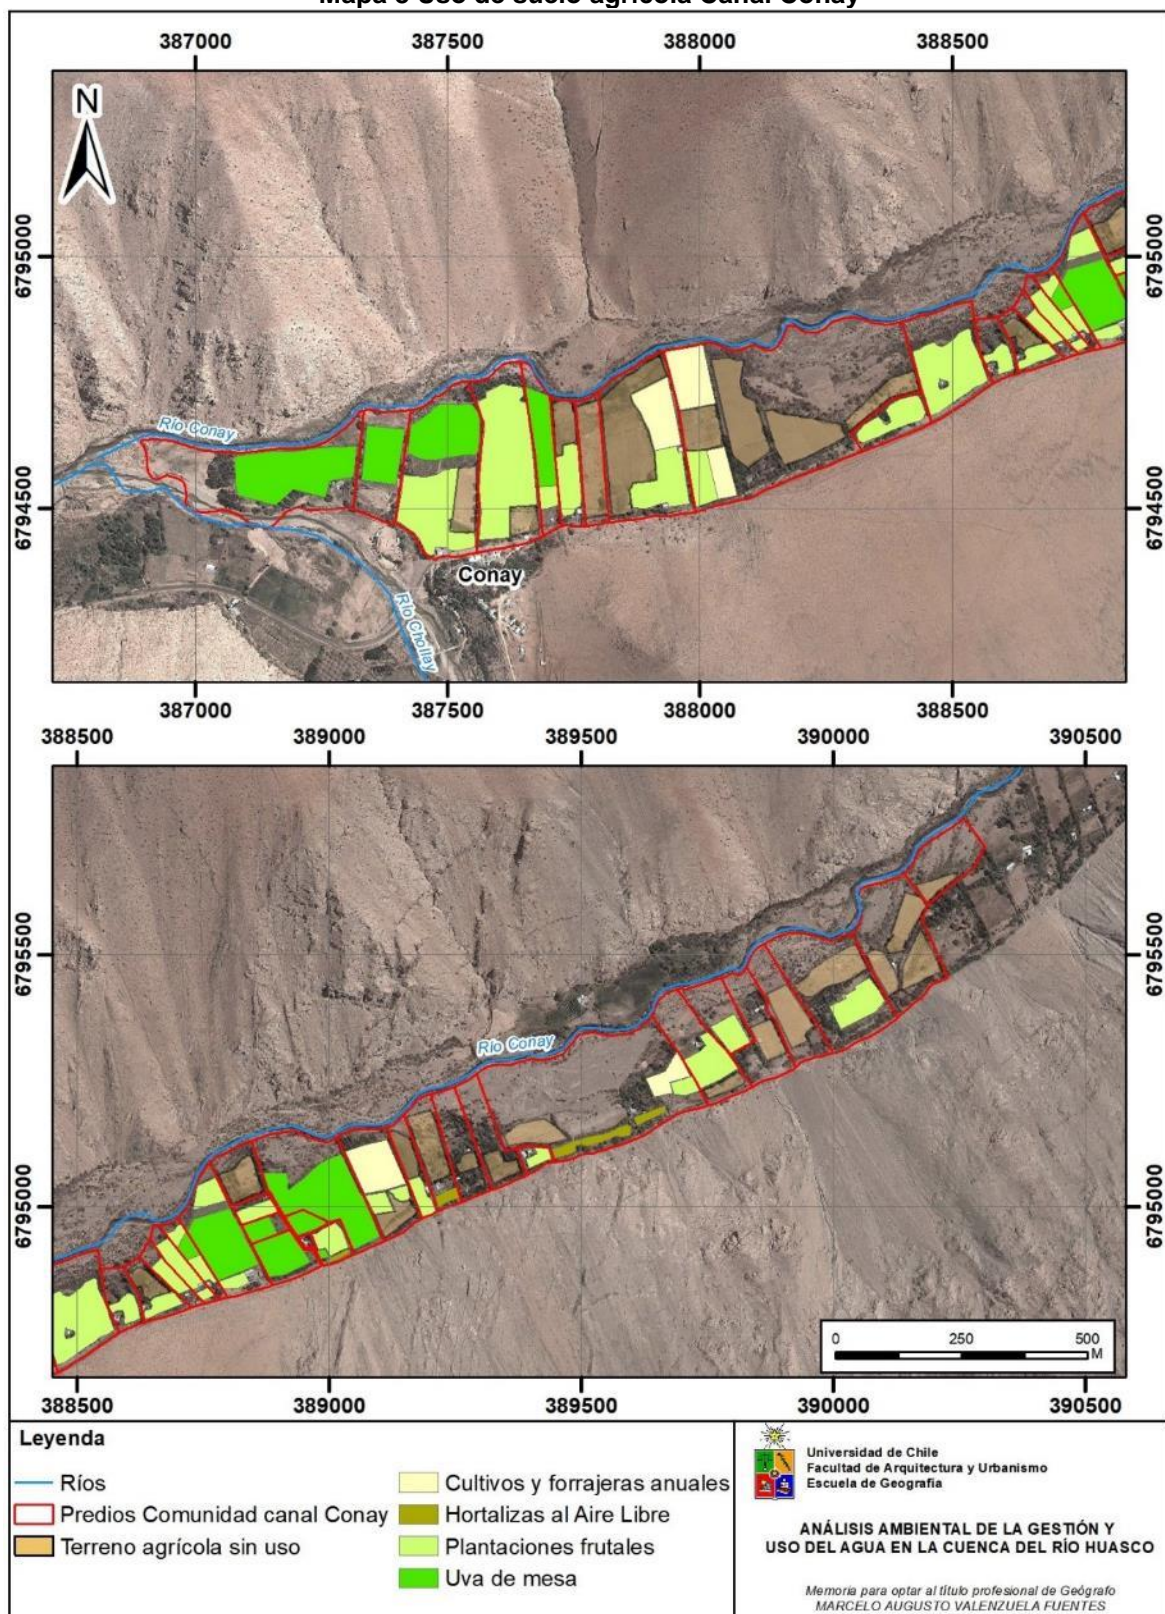 Mapa 6 Uso de suelo agrícola Canal Conay
387000 387500 388000 388500
N
6795000 6795000
Río Conay
6794500 6794500
Conay
Río Chollay
387000 387500 388000 388500
388500 389000 389500 390000 390500
6795500 6795500
Río Conay
6795000 6795000
0 250 500
M
388500 389000 389500 390000 390500
Leyenda
Ríos
Predios Comunidad canal Conay
Terreno agrícola sin uso
Cultivos y forrajeras anuales
Hortalizas al Aire Libre
Plantaciones frutales
Uva de mesa
Universidad de Chile
Facultad de Arquitectura y Urbanismo
Escuela de Geografía
ANÁLISIS AMBIENTAL DE LA GESTIÓN Y
USO DEL AGUA EN LA CUENCA DEL RÍO HUASCO
Memoria para optar al título profesional de Geógrafo
MARCELO AUGUSTO VALENZUELA FUENTES